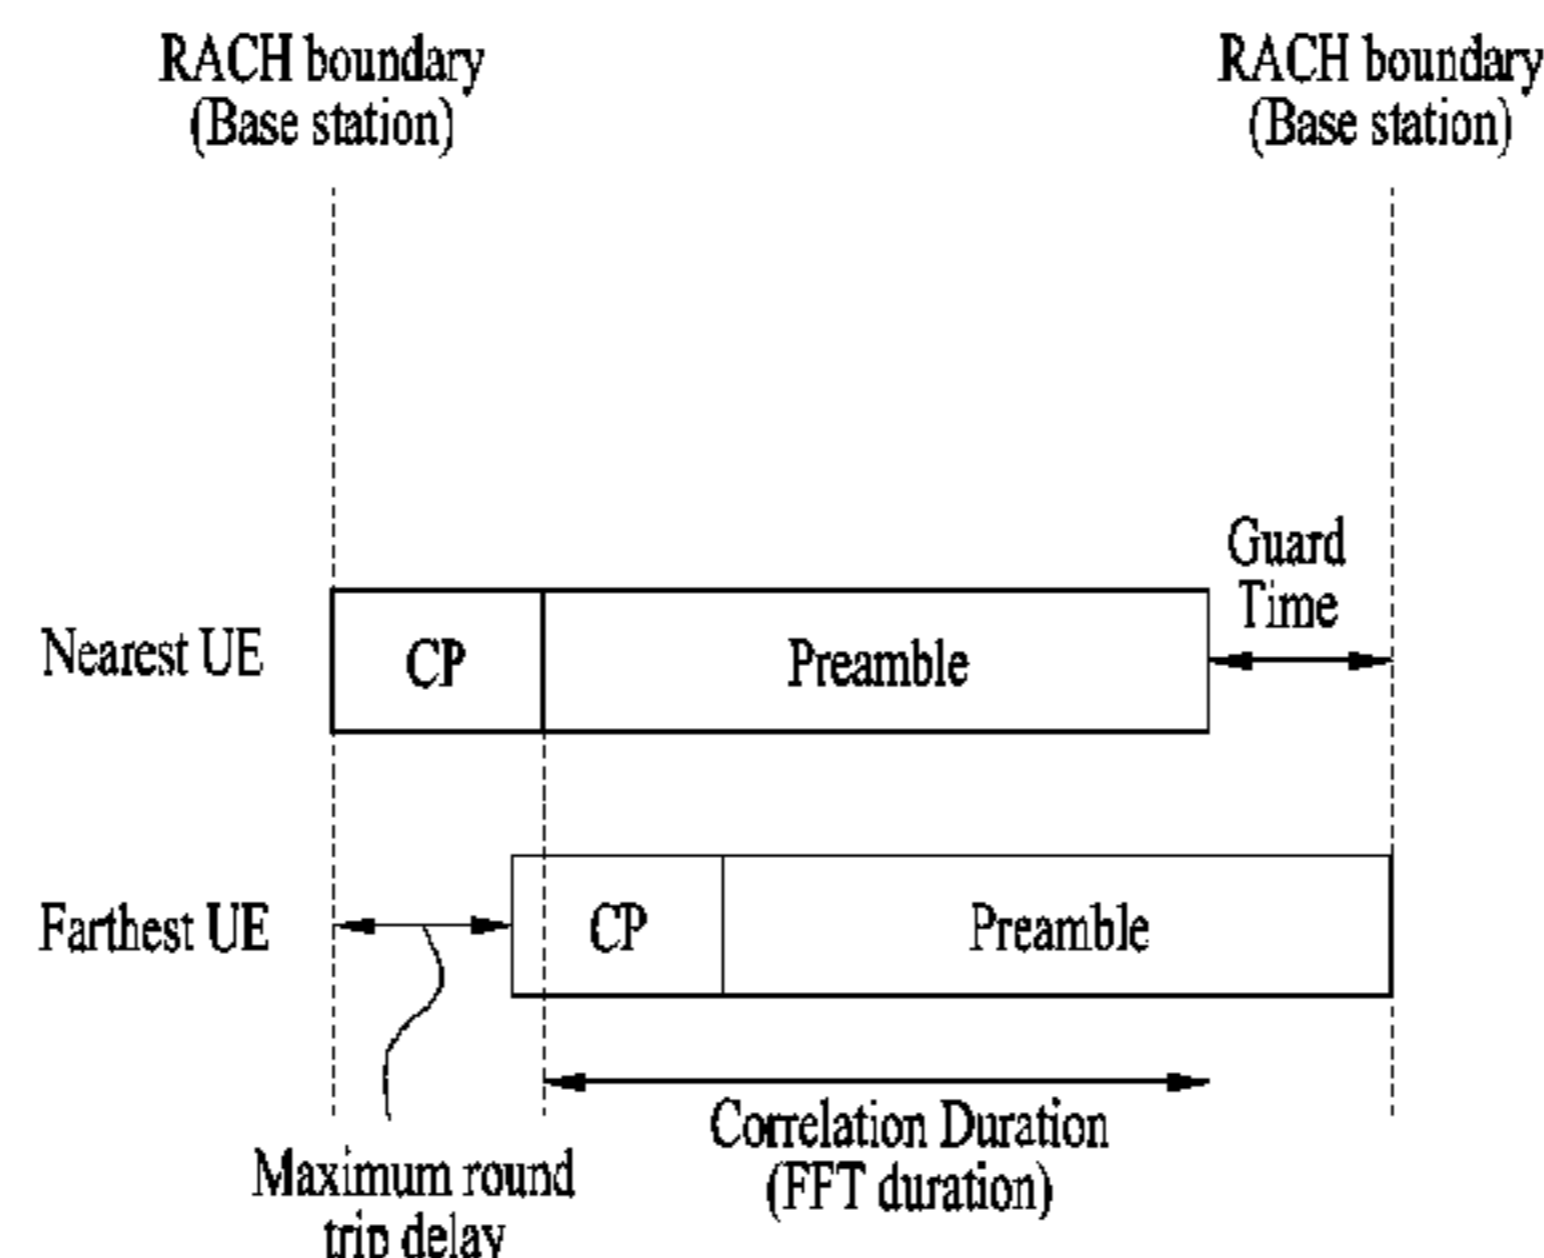 RACH boundary
(Base station)
RACH boundary
(Base station)
Guard
Time
Nearest UE
CP
Preamble
Farthest UE
CP
Preamble
Correlation Duration
(FFT duration)
Maximum round
trip delay